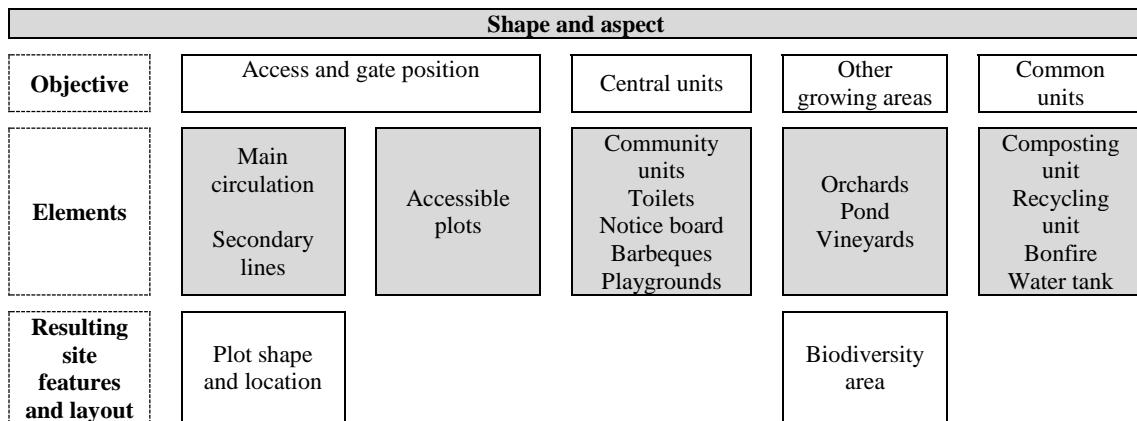 Shape and aspect
Objective
Access and gate position
Central units
Other
growing areas
Common
units
Elements
Main
circulation
Secondary
lines
Accessible
plots
Community
units
Toilets
Notice board
Barbeques
Playgrounds
Orchards
Pond
Vineyards
Composting
unit
Recycling
unit
Bonfire
Water tank
Resulting
site
features
and layout
Plot shape
and location
Biodiversity
area